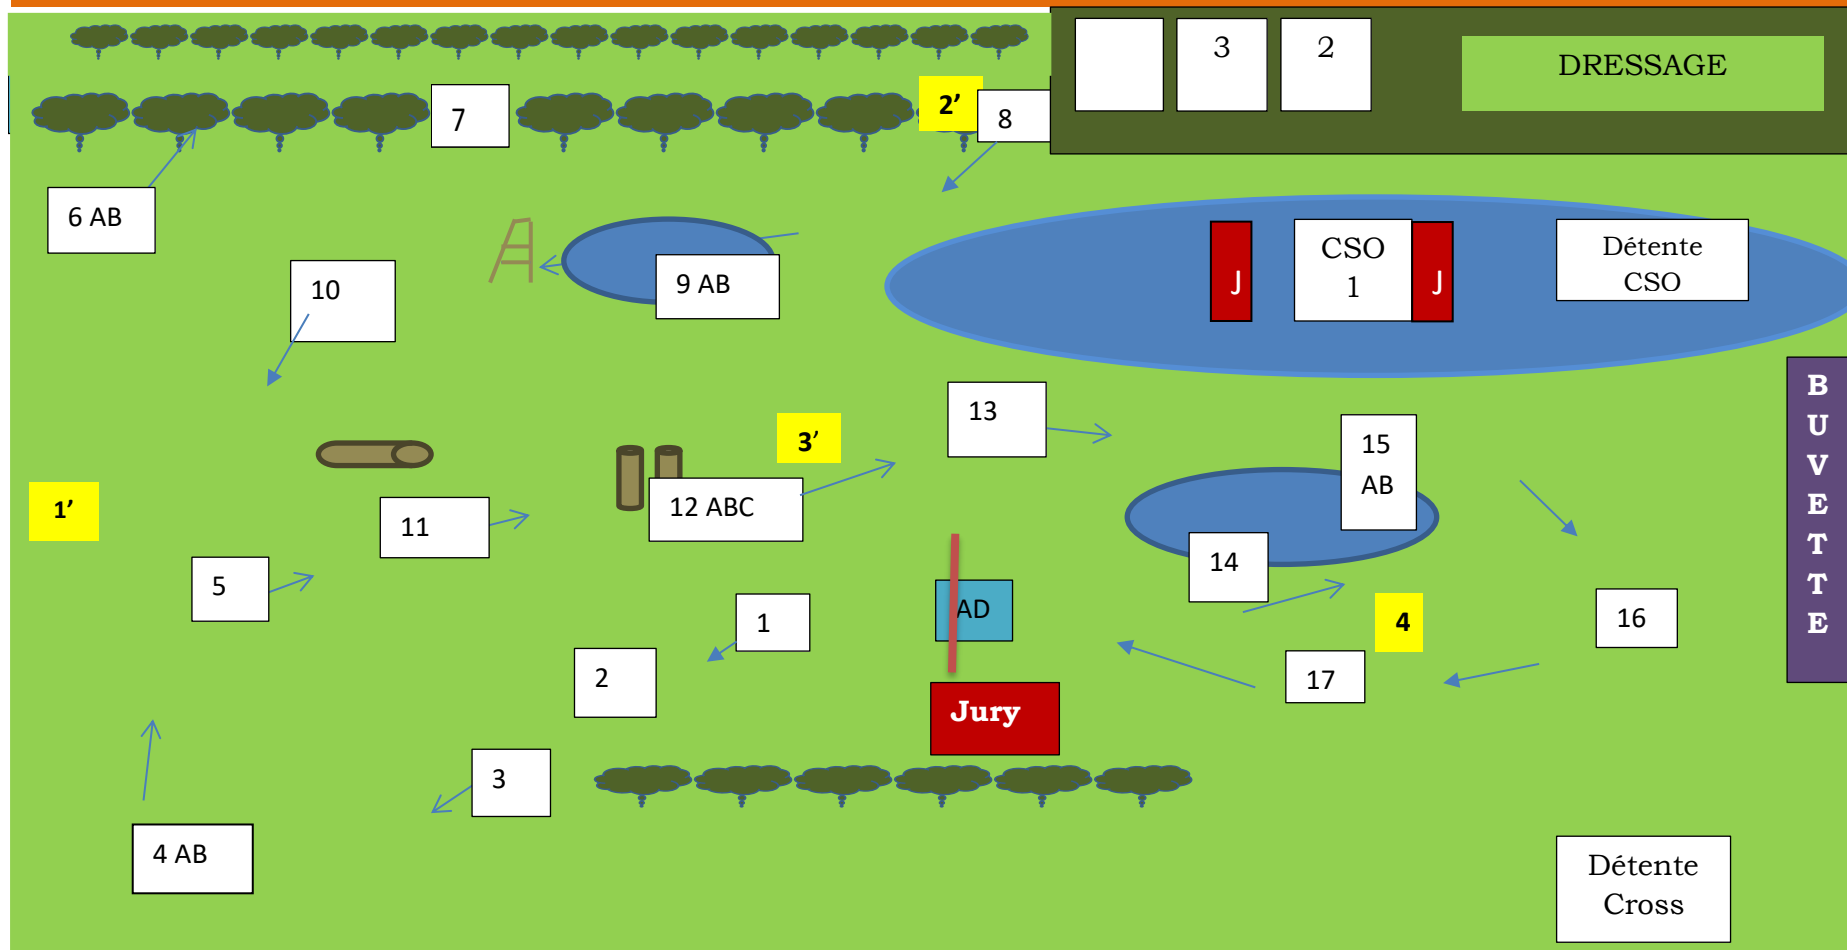 3
2
DRESSAGE
7
2’
8
6 AB
10
9 AB
J
CSO
1
J
Détente
CSO
13
3’
15
AB
B
U
V
E
T
T
E
1’
11
12 ABC
14
5
1
AD
4
16
2
17
Jury
3
4 AB
Détente
Cross